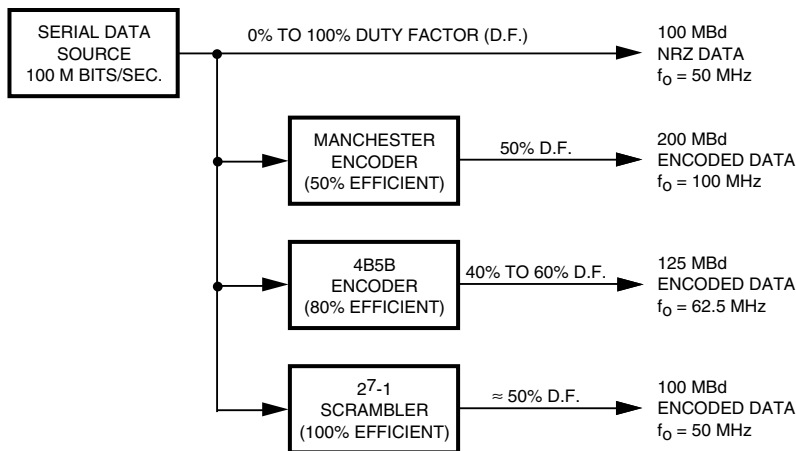 SERIAL DATA
SOURCE
100 M BITS/SEC.
0% TO 100% DUTY FACTOR (D.F.)
100 MBd
NRZ DATA
fO = 50 MHz
MANCHESTER
ENCODER
(50% EFFICIENT)
50% D.F.
200 MBd
ENCODED DATA
fO = 100 MHz
4B5B
ENCODER
(80% EFFICIENT)
40% TO 60% D.F.
125 MBd
ENCODED DATA
fO = 62.5 MHz
2^7-1
SCRAMBLER
(100% EFFICIENT)
≈ 50% D.F.
100 MBd
ENCODED DATA
fO = 50 MHz